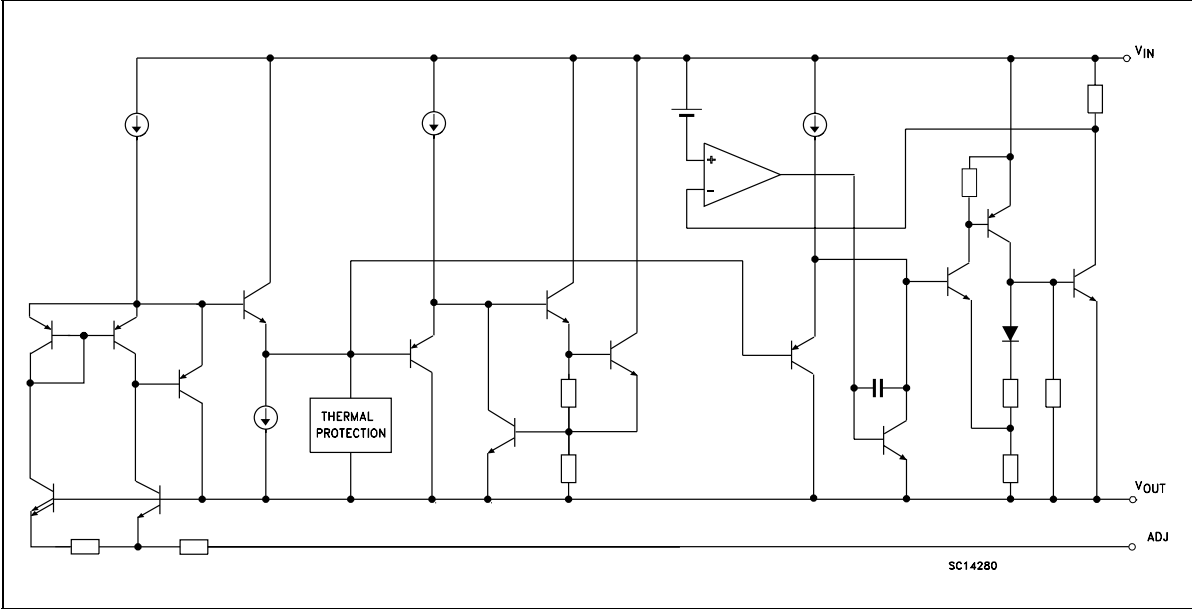 VIN
+
-
THERMAL
PROTECTION
VOUT
ADJ
SC14280